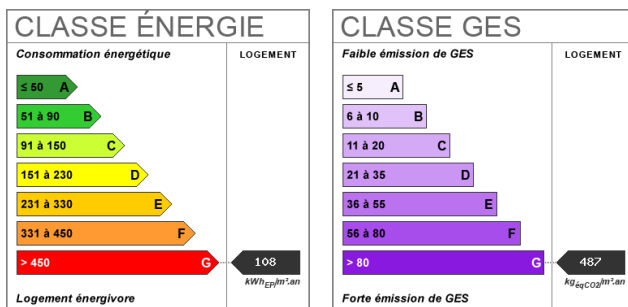 CLASSE ÉNERGIE
Consommation énergétique
LOGEMENT
≤ 50 A
51 à 90 B
91 à 150 C
151 à 230 D
231 à 330 E
331 à 450 F
> 450 G
108
kWhEP/m².an
Logement énergivore
CLASSE GES
Faible émission de GES
LOGEMENT
≤ 5 A
6 à 10 B
11 à 20 C
21 à 35 D
36 à 55 E
56 à 80 F
> 80 G
487
kgéqCO2/m².an
Forte émission de GES